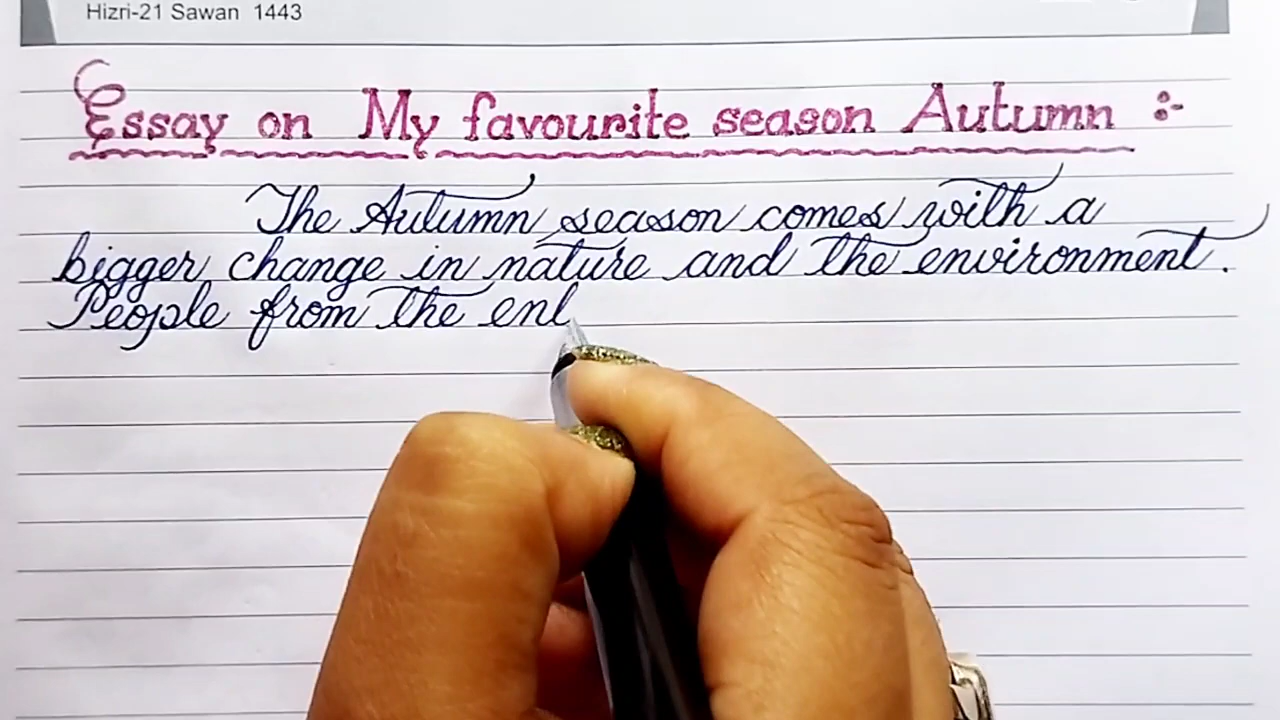 Hizri-21 Sawan 1443
Essay on My favourite season Autumn :-
The Autumn season comes with a
bigger change in nature and the environment.
People from the ent